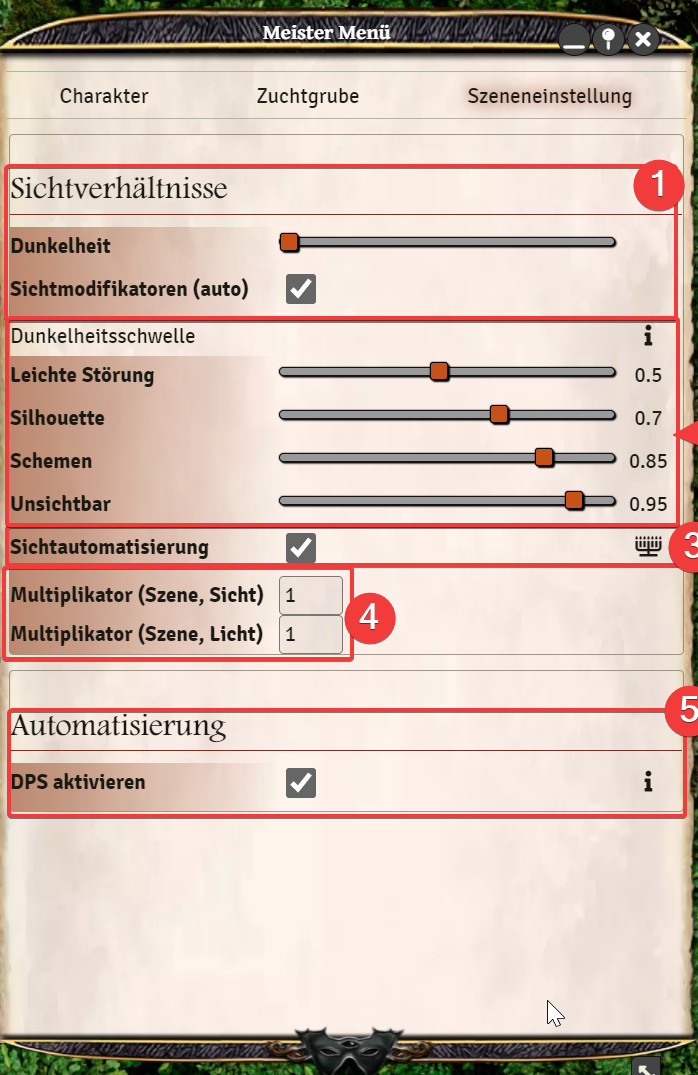 Meister Menü
Charakter Zuchtgrube Szeneneinstellung
Sichtverhältnisse 1
Dunkelheit
Sichtmodifikatoren (auto)
Dunkelheitsschwelle
Leichte Störung 0.5
Silhouette 0.7
Schemen 0.85
Unsichtbar 0.95
Sichtautomatisierung 3
Multiplikator (Szene, Sicht) 1
4
Multiplikator (Szene, Licht) 1
5
Automatisierung
DPS aktivieren